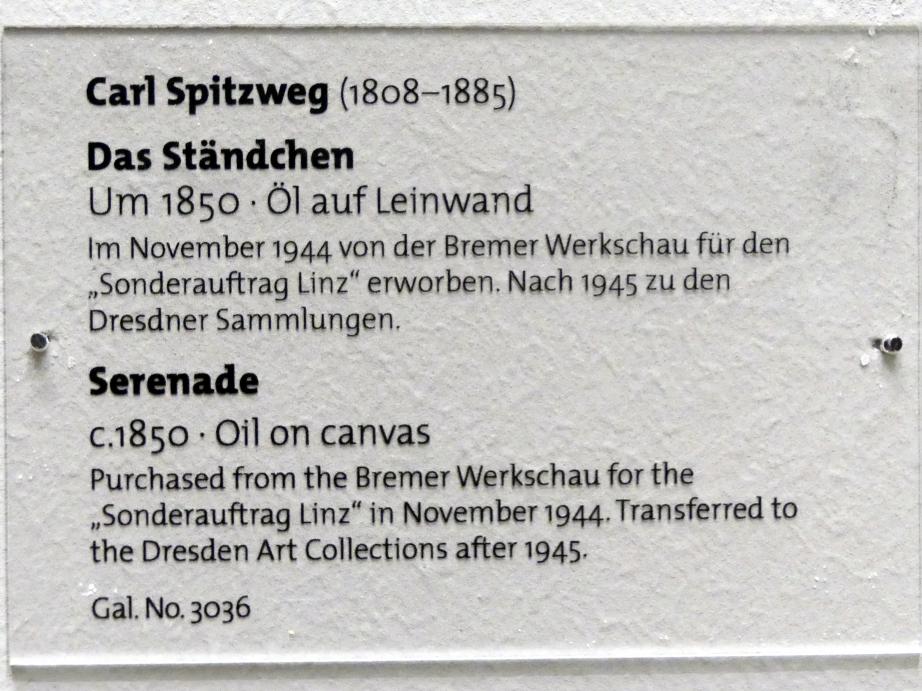 Carl Spitzweg (1808–1885)
Das Ständchen
Um 1850 · Öl auf Leinwand
Im November 1944 von der Bremer Werkschau für den
„Sonderauftrag Linz“ erworben. Nach 1945 zu den
Dresdner Sammlungen.
Serenade
c.1850 · Oil on canvas
Purchased from the Bremer Werkschau for the
„Sonderauftrag Linz“ in November 1944. Transferred to
the Dresden Art Collections after 1945.
Gal. No. 3036